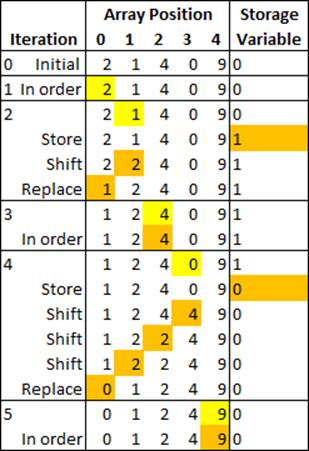 Array Position Storage
Iteration 0 1 2 3 4 Variable
0 Initial 2 1 4 0 9 0
1 In order 2 1 4 0 9 0
2 2 1 4 0 9 0
Store 2 1 4 0 9 1
Shift 2 2 4 0 9 1
Replace 1 2 4 0 9 1
3 1 2 4 0 9 1
In order 1 2 4 0 9 1
4 1 2 4 0 9 1
Store 1 2 4 0 9 0
Shift 1 2 4 4 9 0
Shift 1 2 2 4 9 0
Shift 1 2 2 4 9 0
Replace 0 1 2 4 9 0
5 0 1 2 4 9 0
In order 0 1 2 4 9 0